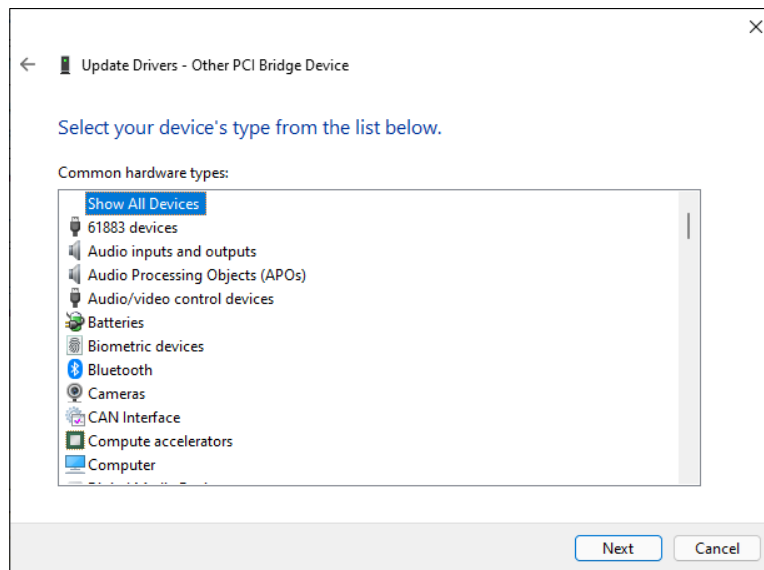 Update Drivers - Other PCI Bridge Device
Select your device's type from the list below.
Common hardware types:
Show All Devices
61883 devices
Audio inputs and outputs
Audio Processing Objects (APOs)
Audio/video control devices
Batteries
Biometric devices
Bluetooth
Cameras
CAN Interface
Compute accelerators
Computer
Next Cancel